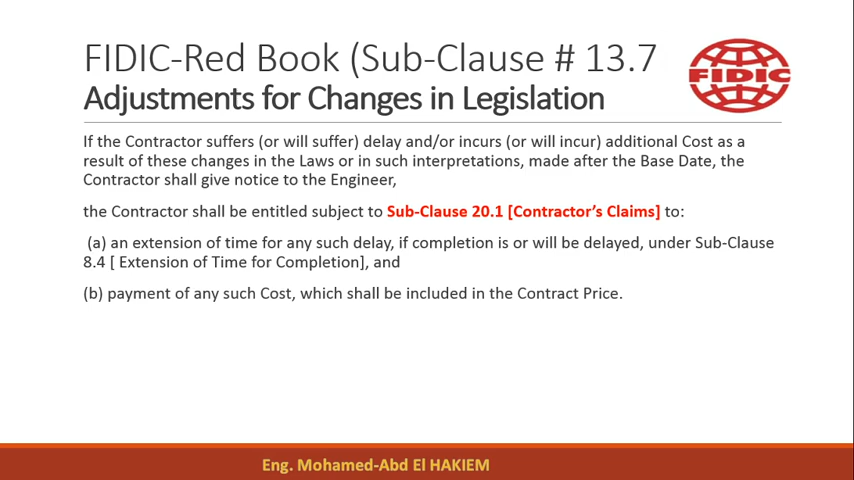 FIDIC-Red Book (Sub-Clause # 13.7
Adjustments for Changes in Legislation
FIDIC
If the Contractor suffers (or will suffer) delay and/or incurs (or will incur) additional Cost as a
result of these changes in the Laws or in such interpretations, made after the Base Date, the
Contractor shall give notice to the Engineer,
the Contractor shall be entitled subject to Sub-Clause 20.1 [Contractor's Claims] to:
(a) an extension of time for any such delay, if completion is or will be delayed, under Sub-Clause
8.4 [ Extension of Time for Completion], and
(b) payment of any such Cost, which shall be included in the Contract Price.
Eng. Mohamed-Abd El HAKIEM